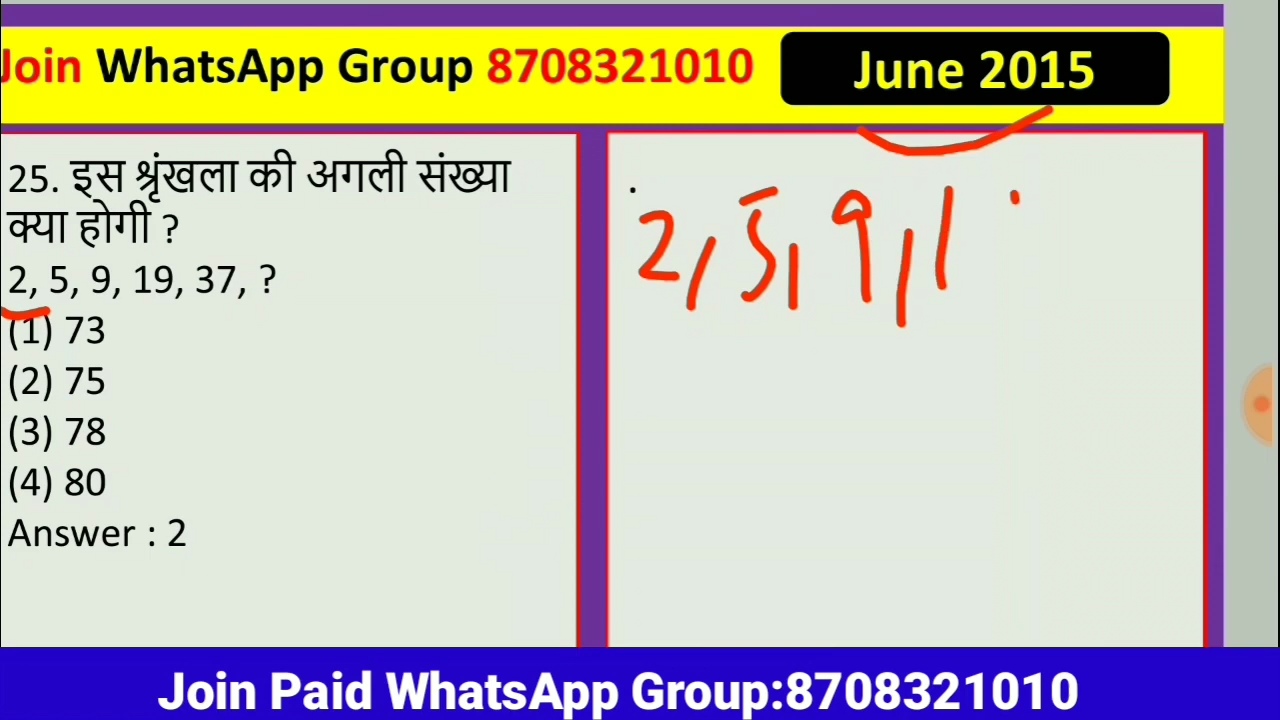 Join WhatsApp Group 8708321010
June 2015
25. इस श्रृंखला की अगली संख्या
क्या होगी ?
2, 5, 9, 19, 37, ?
(1) 73
(2) 75
(3) 78
(4) 80
Answer : 2
.
2, 5, 9, 1
Join Paid WhatsApp Group:8708321010